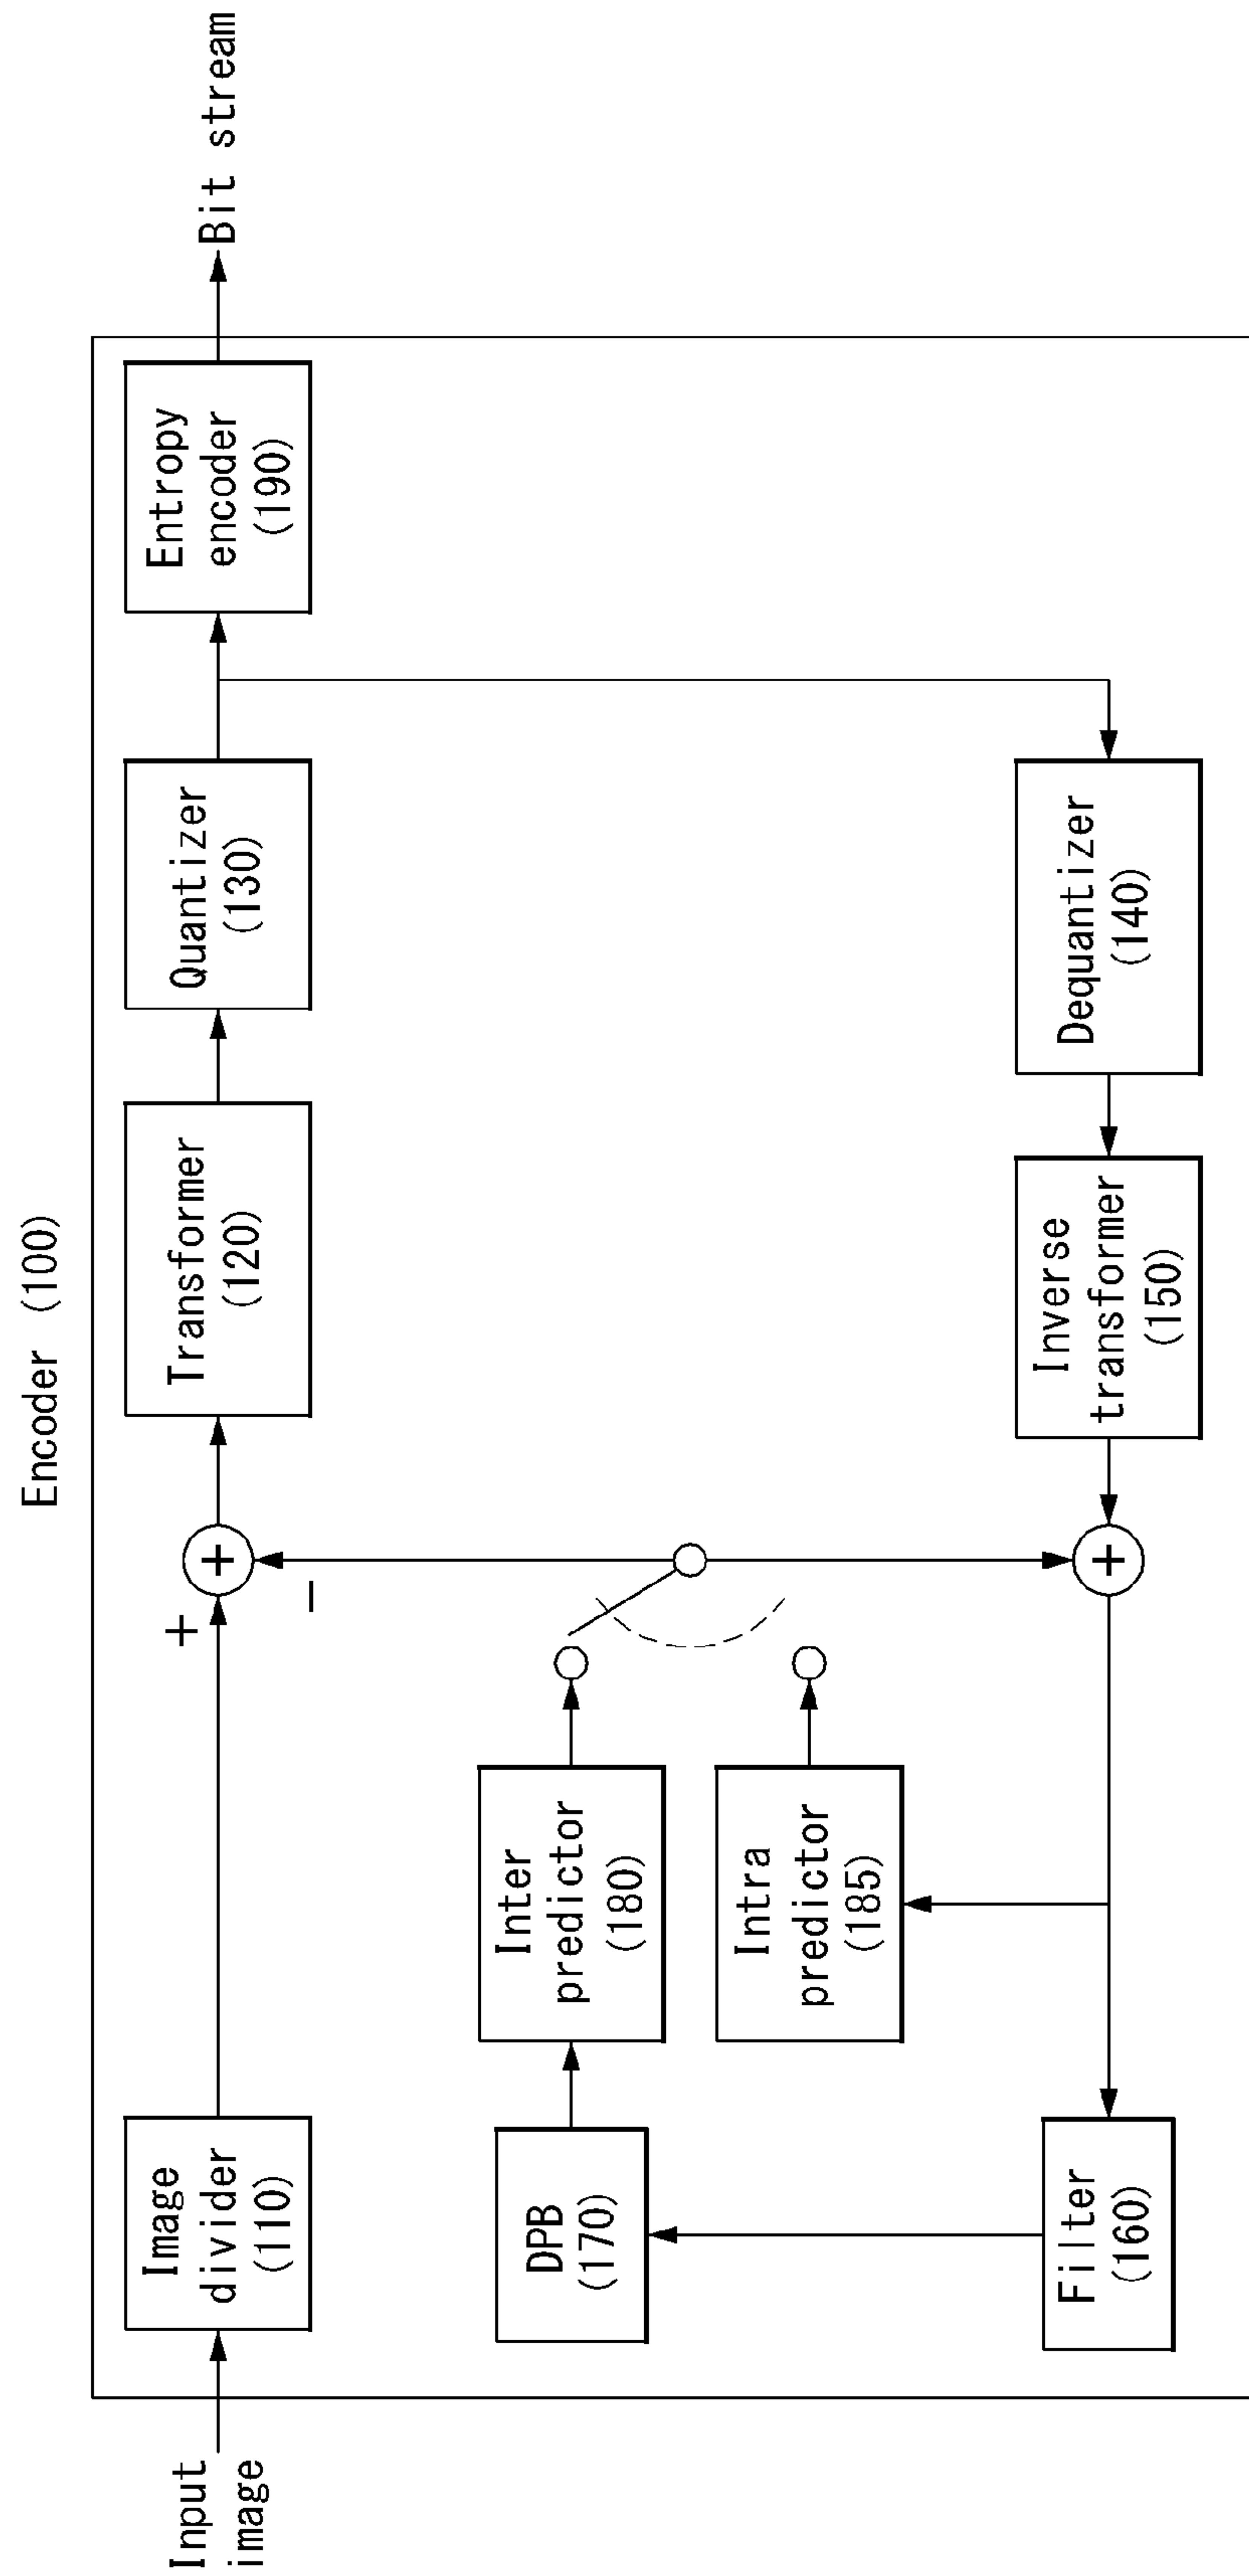 Encoder (100)
Input
image
Image
divider
(110)
+
-
+
Transformer
(120)
Quantizer
(130)
Entropy
encoder
(190)
Bit stream
DPB
(170)
Inter
predictor
(180)
Intra
predictor
(185)
Filter
(160)
+
Inverse
transformer
(150)
Dequantizer
(140)